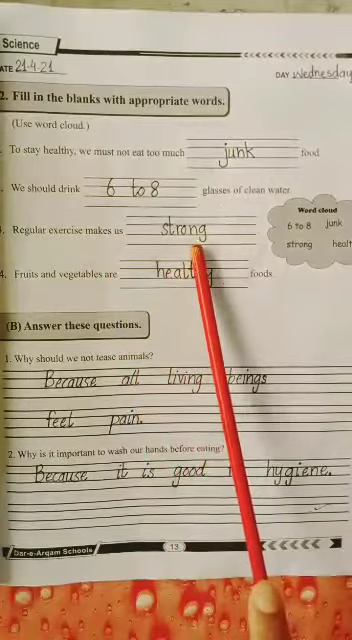 Science
ATE 21-4-21 DAY Wednesday
2. Fill in the blanks with appropriate words.
(Use word cloud.)
. To stay healthy, we must not eat too much junk food
. We should drink 6 to 8 glasses of clean water.
Word cloud
6 to 8 junk
strong healt
. Regular exercise makes us strong
4. Fruits and vegetables are foods.
(B) Answer these questions.
1. Why should we not tease animals?
Because all living beings
feel pain.
2. Why is it important to wash our hands before eating?
Because it is good hygiene.
Dar-e-Arqam Schools 13